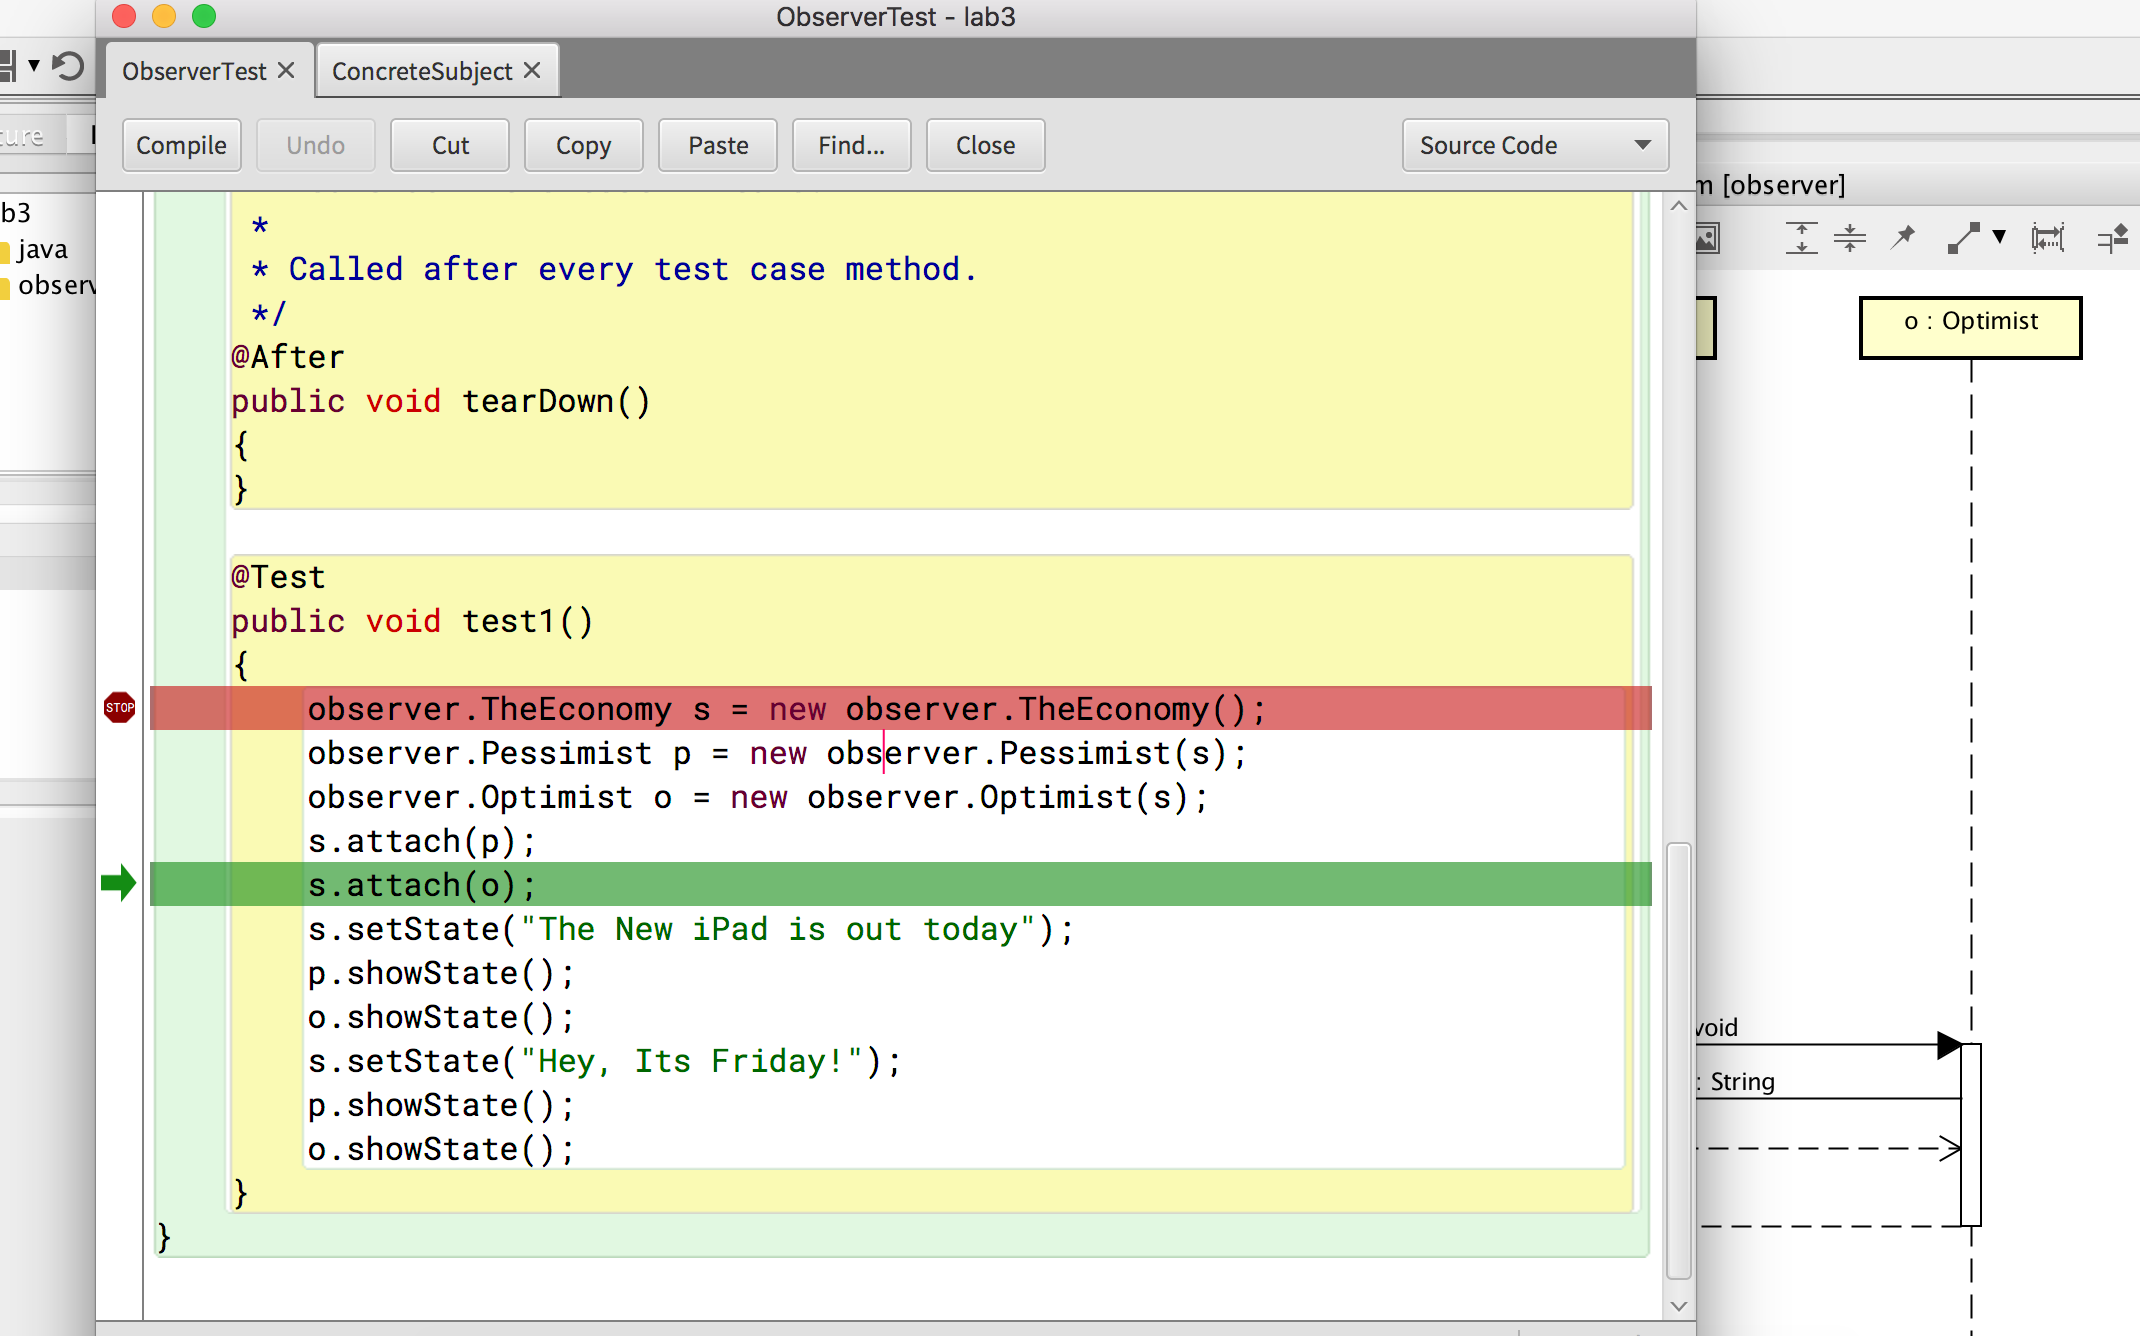 ObserverTest - lab3
ObserverTest
ConcreteSubject
Compile
Undo
Cut
Copy
Paste
Find...
Close
Source Code
ture
b3
java
observ
*
* Called after every test case method.
*/
@After
public void tearDown()
{
}
@Test
public void test1()
{
STOP
observer.TheEconomy s = new observer.TheEconomy();
observer.Pessimist p = new observer.Pessimist(s);
observer.Optimist o = new observer.Optimist(s);
s.attach(p);
s.attach(o);
s.setState("The New iPad is out today");
p.showState();
o.showState();
s.setState("Hey, Its Friday!");
p.showState();
o.showState();
}
}
m [observer]
o : Optimist
void
: String